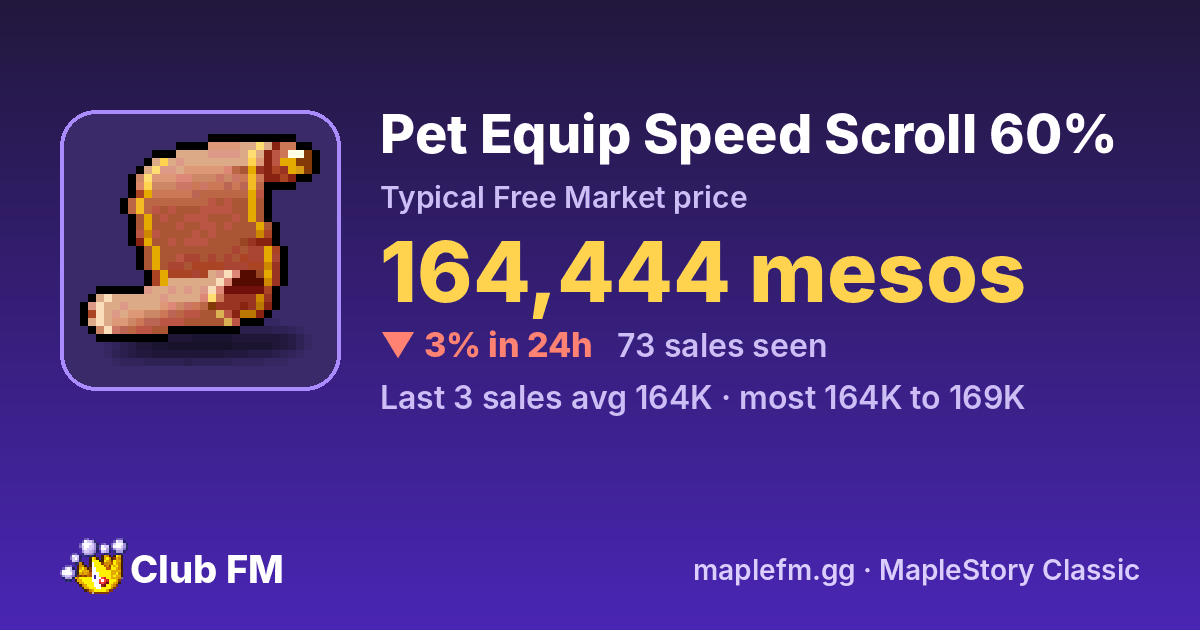 Pet Equip Speed Scroll 60%
Typical Free Market price
164,444 mesos
▼ 3% in 24h 73 sales seen
Last 3 sales avg 164K · most 164K to 169K
Club FM
maplefm.gg · MapleStory Classic